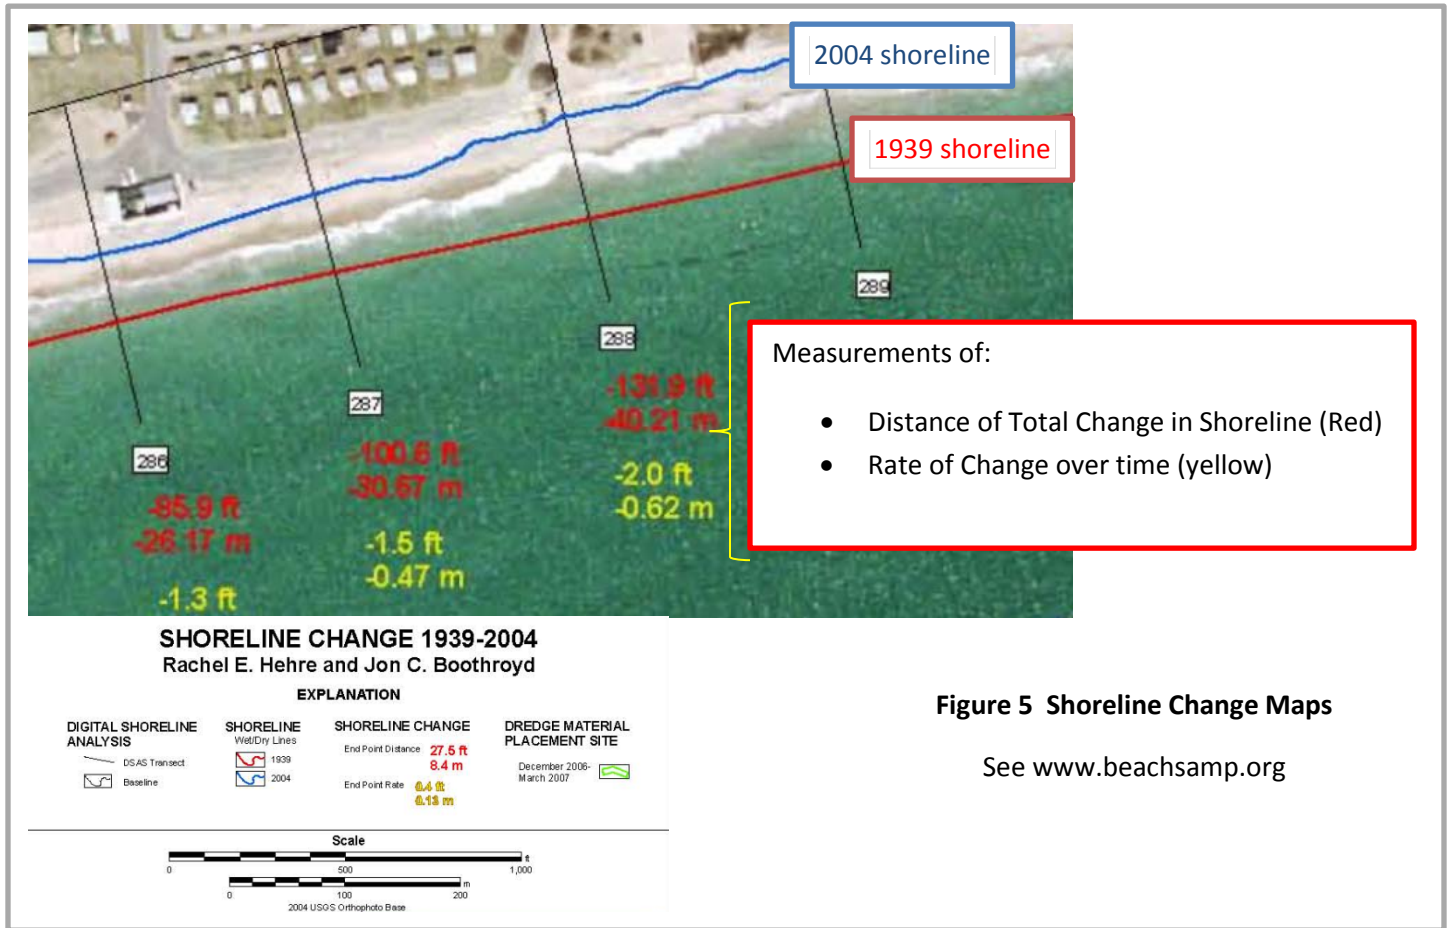 2004 shoreline
1939 shoreline
289
288
-131.9 ft
-40.21 m
-2.0 ft
-0.62 m
287
-100.6 ft
-30.67 m
-1.5 ft
-0.47 m
286
-85.9 ft
-26.17 m
-1.3 ft
Measurements of:
• Distance of Total Change in Shoreline (Red)
• Rate of Change over time (yellow)
SHORELINE CHANGE 1939-2004
Rachel E. Hehre and Jon C. Boothroyd
EXPLANATION
DIGITAL SHORELINE
ANALYSIS
DSAS Transect
Baseline
SHORELINE
Wet/Dry Lines
1939
2004
SHORELINE CHANGE
End Point Distance 27.5 ft
8.4 m
End Point Rate 0.4 ft
0.13 m
DREDGE MATERIAL
PLACEMENT SITE
December 2006-
March 2007
Scale
ft
0 500 1,000
m
0 100 200
2004 USGS Orthophoto Base
Figure 5 Shoreline Change Maps
See www.beachsamp.org